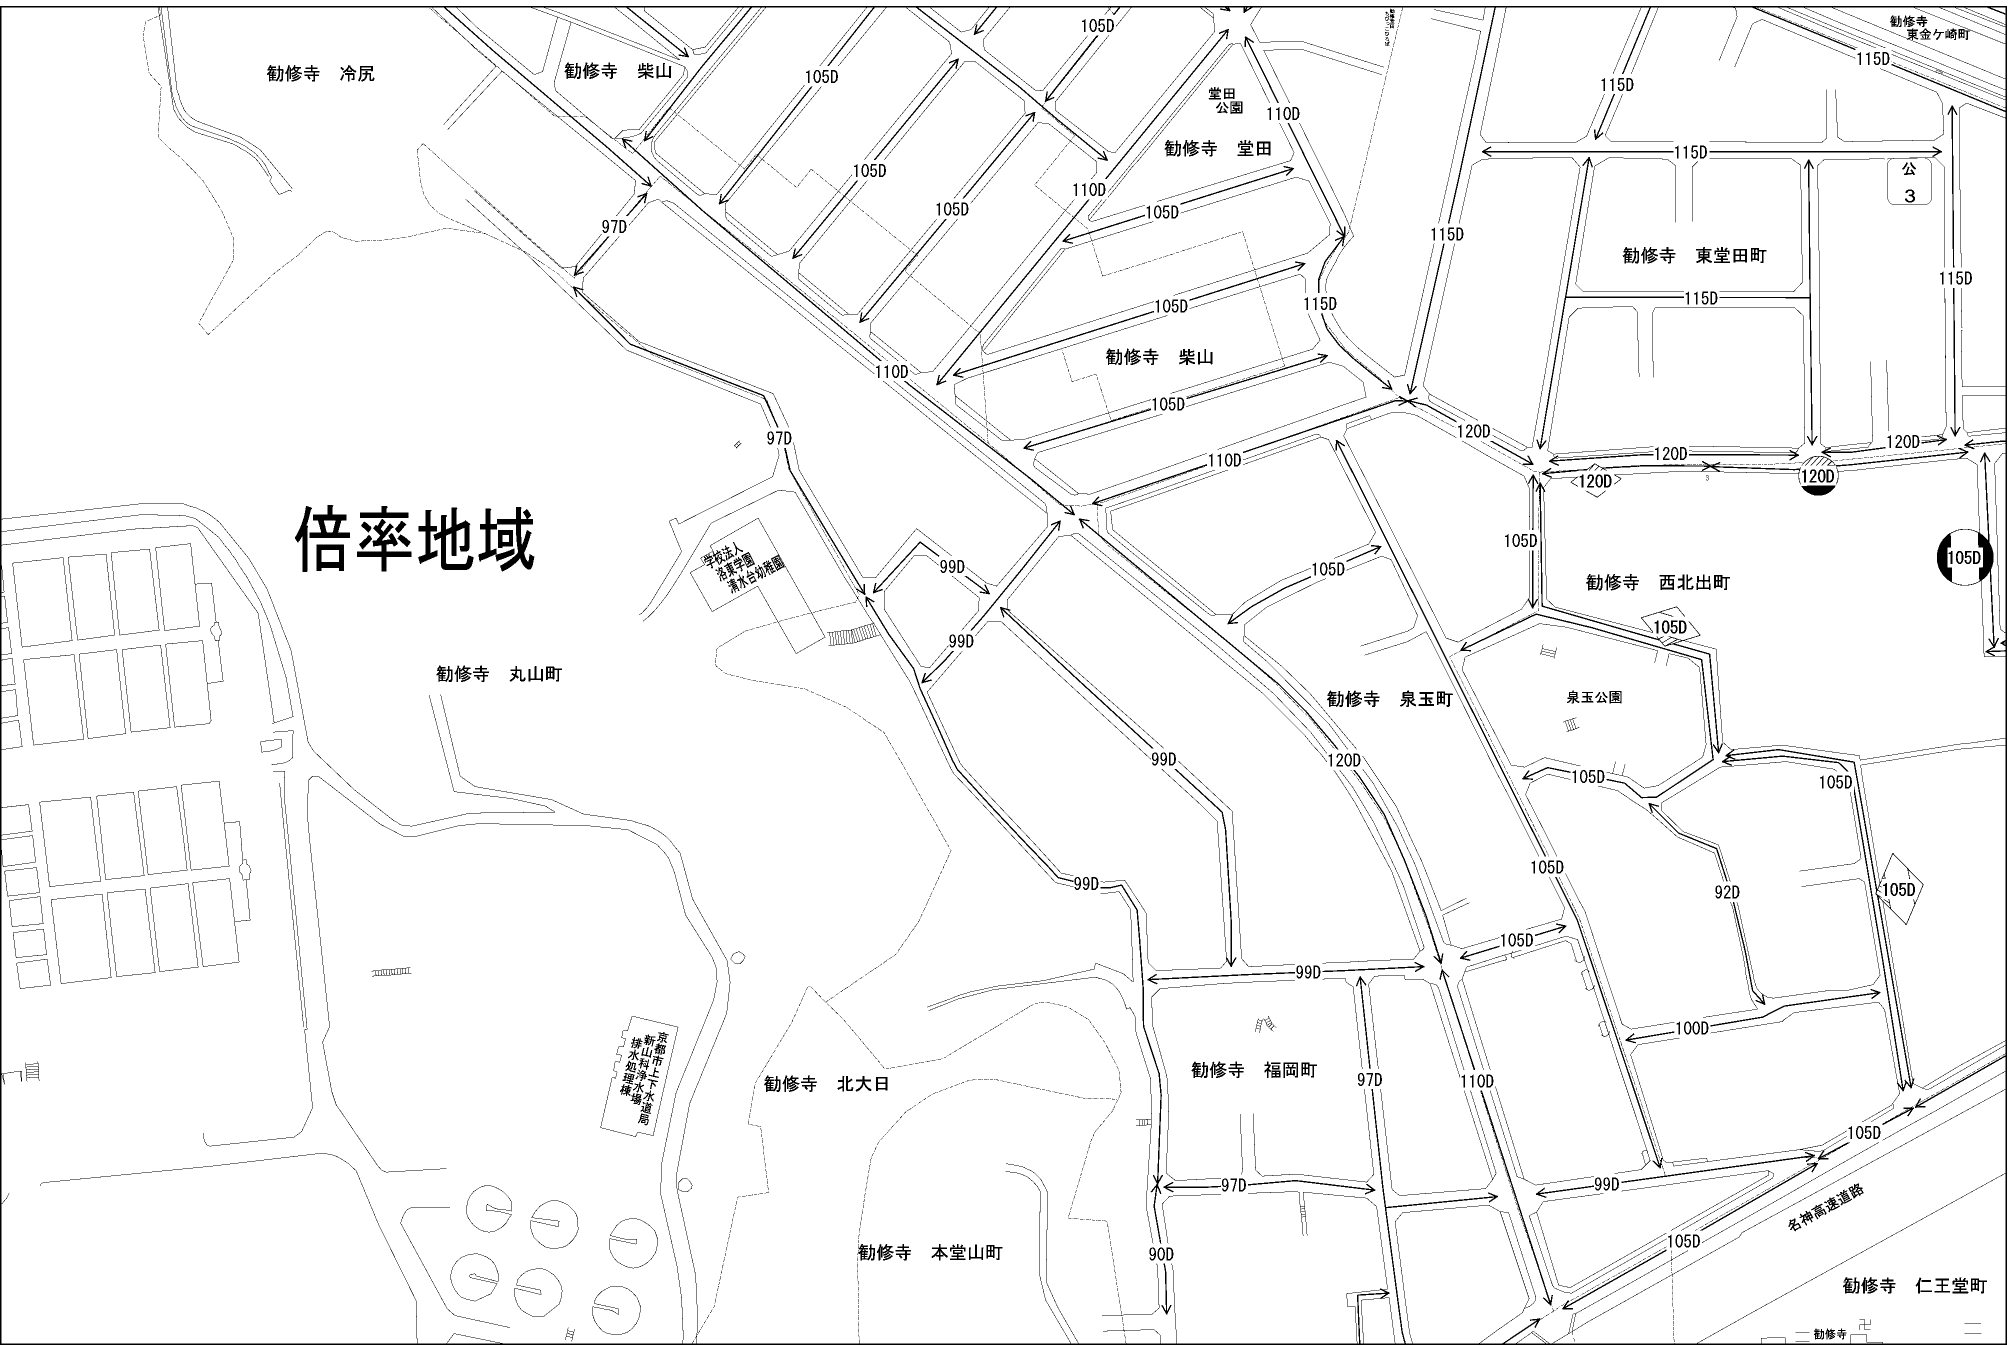 勧修寺
東金ケ崎町
105D
115D
勧修寺 冷尻
勧修寺 柴山
105D
115D
堂田
公園
110D
勧修寺 堂田
115D
公
3
105D
110D
105D
105D
97D
115D
勧修寺 東堂田町
115D
115D
105D
115D
勧修寺 柴山
110D
105D
97D
120D
110D
120D
120D
120D
120D
倍率地域
学校法人
洛東学園
清水台幼稚園
105D
105D
99D
105D
勧修寺 西北出町
105D
99D
勧修寺 丸山町
勧修寺 泉玉町
泉玉公園
99D
120D
105D
105D
105D
99D
92D
105D
105D
99D
100D
京都市上下水道局
新山科浄水場
排水処理棟
勧修寺 北大日
勧修寺 福岡町
97D
110D
105D
97D
99D
名神高速道路
勧修寺 本堂山町
90D
105D
勧修寺 仁王堂町
勧修寺